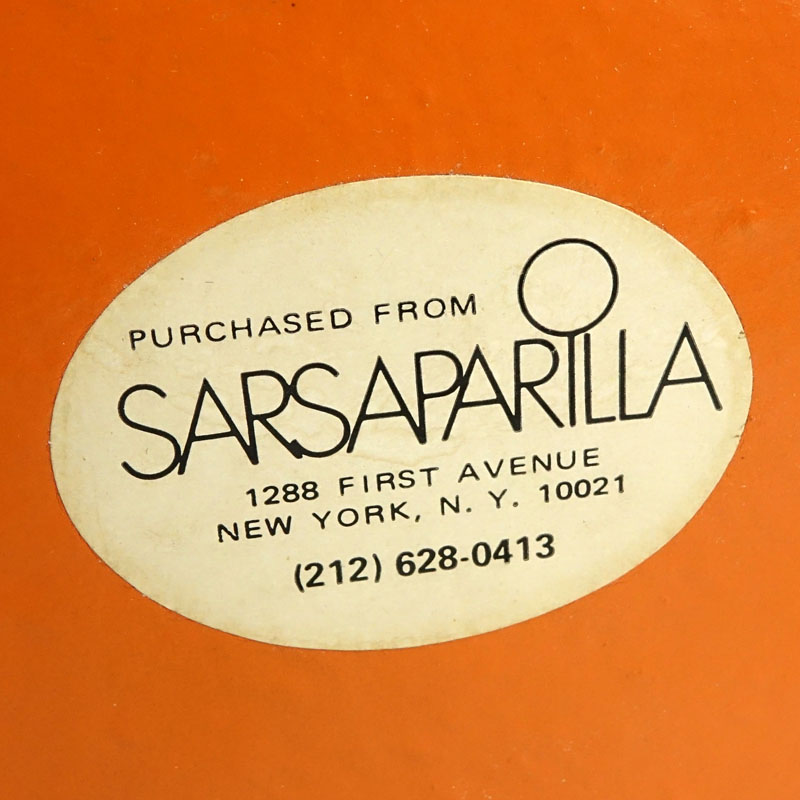 PURCHASED FROM
SARSAPARILLA
1288 FIRST AVENUE
NEW YORK, N. Y. 10021
(212) 628-0413